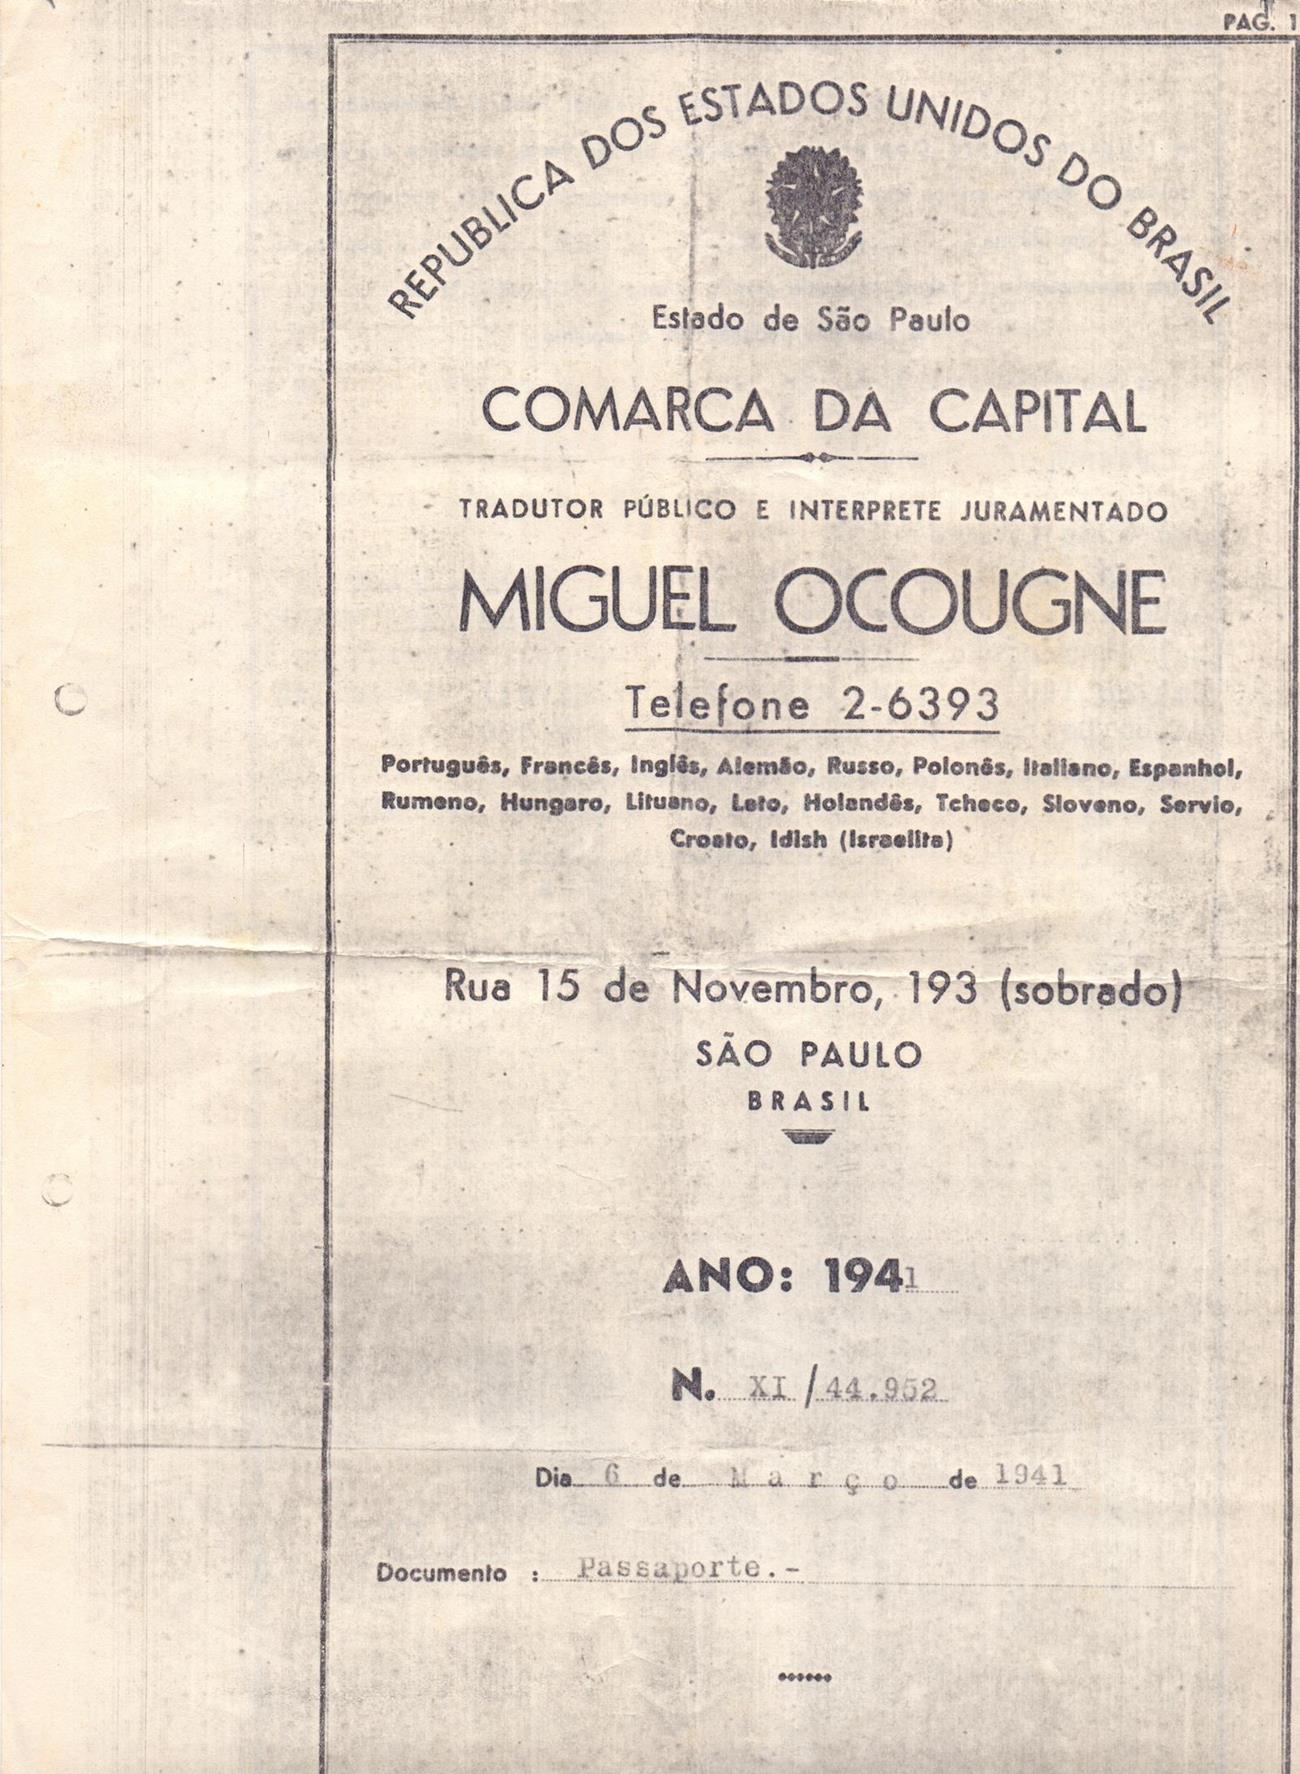 PAG. 1
REPUBLICA DOS ESTADOS UNIDOS DO BRASIL
Estado de São Paulo
COMARCA DA CAPITAL
TRADUTOR PÚBLICO E INTERPRETE JURAMENTADO
MIGUEL OCOUGNE
Telefone 2-6393
Português, Francês, Inglês, Alemão, Russo, Polonês, Italiano, Espanhol,
Rumeno, Hungaro, Lituano, Leto, Holandês, Tcheco, Sloveno, Servio,
Croato, Idish (Israelita)
Rua 15 de Novembro, 193 (sobrado)
SÃO PAULO
BRASIL
ANO: 1941
N. XI/44.952
Dia 6 de Março de 1941
Documento : Passaporte.-